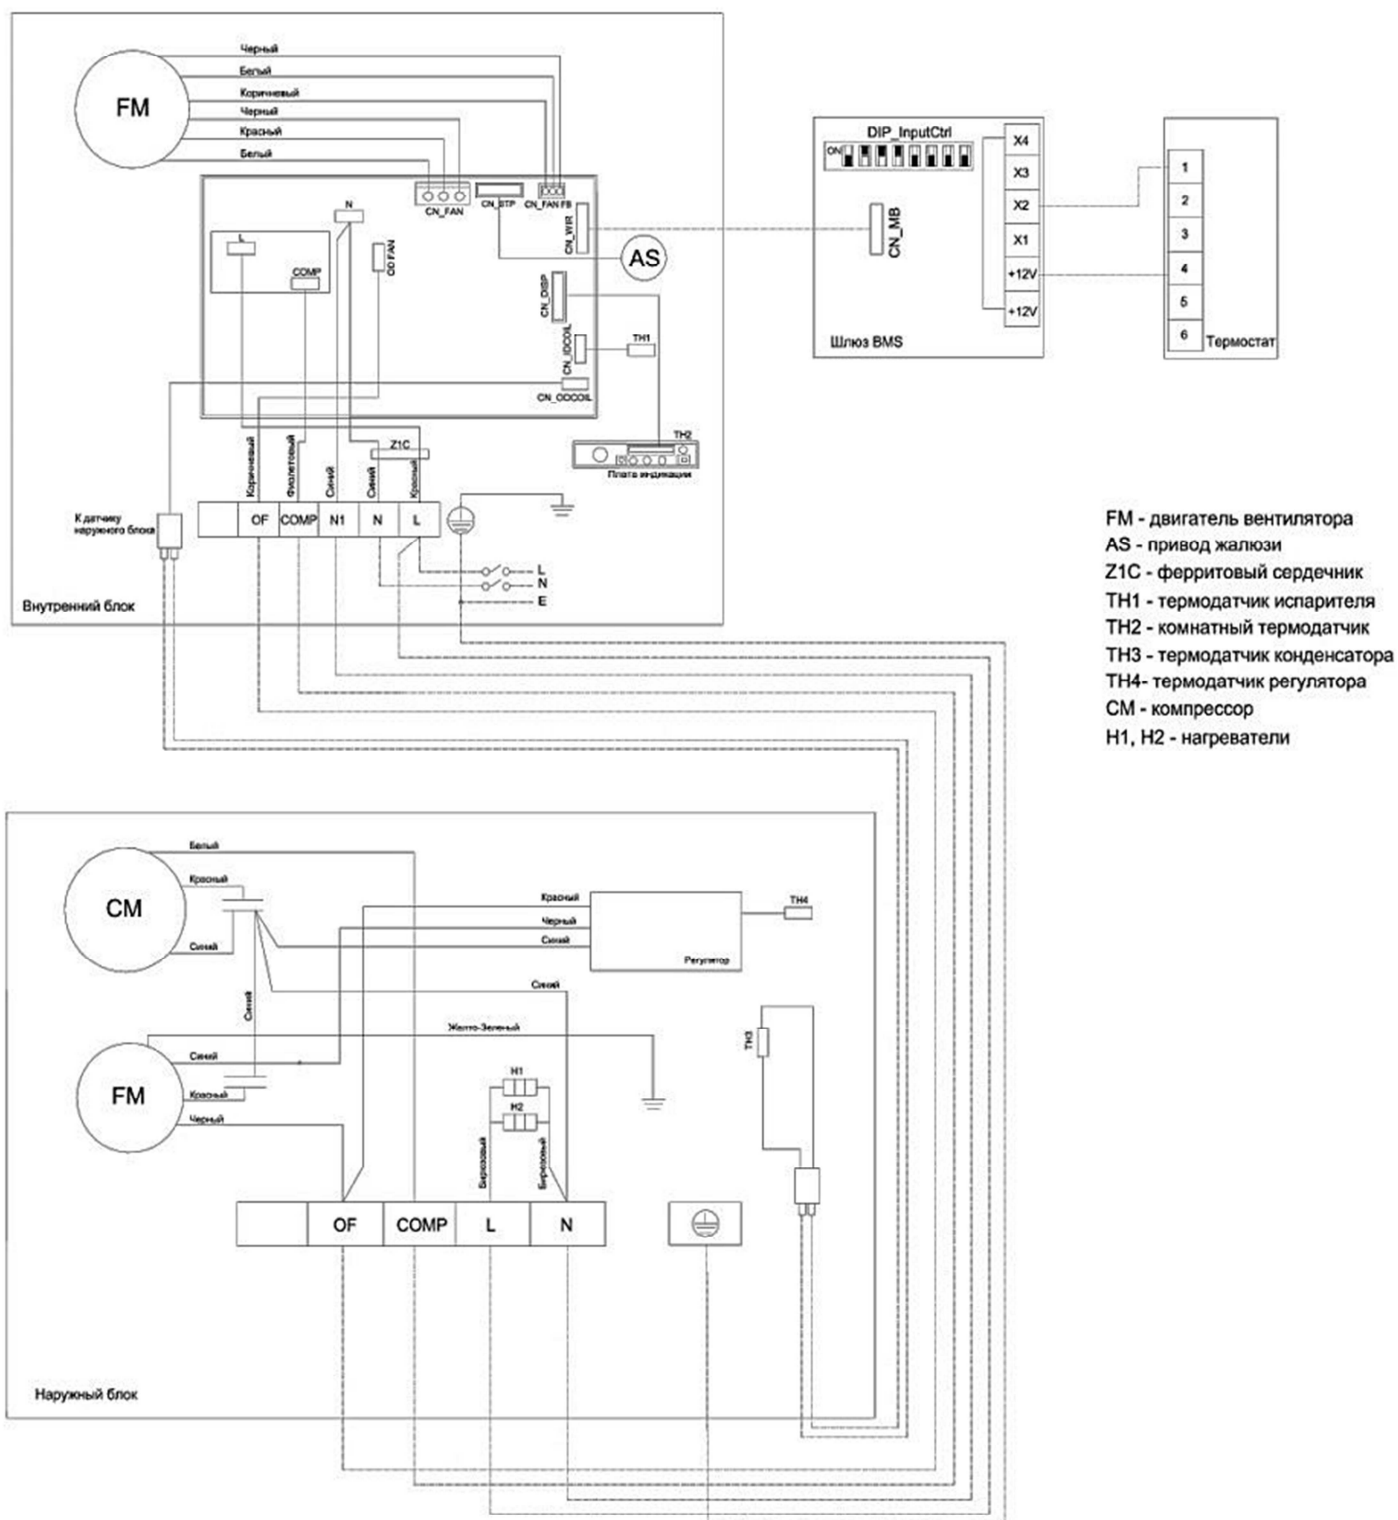 Черный
Белый
Коричневый
Черный
Красный
Белый
FM
CN_FAN
CN_STP
CN_FAN FB
N
L
COMP
OD FAN
CN_WIR
AS
CN_DISP
CN_IDCOIL
TH1
CN_ODCOIL
TH2
Плата индикации
Z1C
Коричневый
Фиолетовый
Синий
Синий
Красный
К датчику
наружного блока
OF
COMP
N1
N
L
L
N
E
Внутренний блок
DIP_InputCtrl
ON
CN_MB
X4
X3
X2
X1
+12V
+12V
Шлюз BMS
1
2
3
4
5
6
Термостат
FM - двигатель вентилятора
AS - привод жалюзи
Z1C - ферритовый сердечник
TH1 - термодатчик испарителя
TH2 - комнатный термодатчик
TH3 - термодатчик конденсатора
TH4- термодатчик регулятора
CM - компрессор
H1, H2 - нагреватели
Белый
Красный
CM
Синий
Синий
Красный
Черный
Синий
Регулятор
TH4
Синий
Желто-Зеленый
Синий
FM
Красный
Черный
H1
H2
Бирюзовый
Бирюзовый
TH3
OF
COMP
L
N
Наружный блок